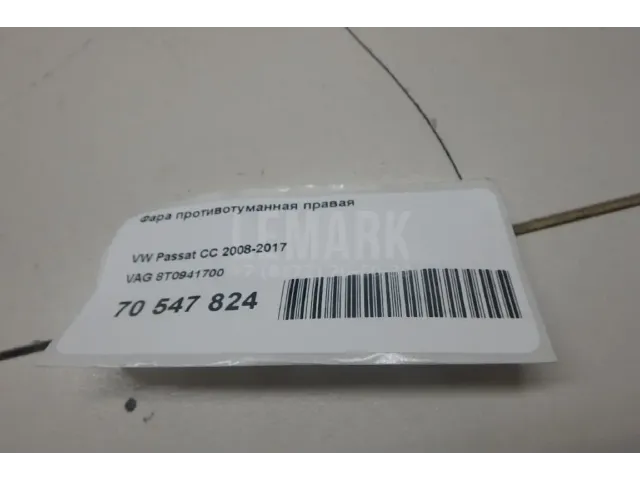 Фара противотуманная правая
LEMARK
VW Passat CC 2008-2017
VAG 8T0941700
70 547 824